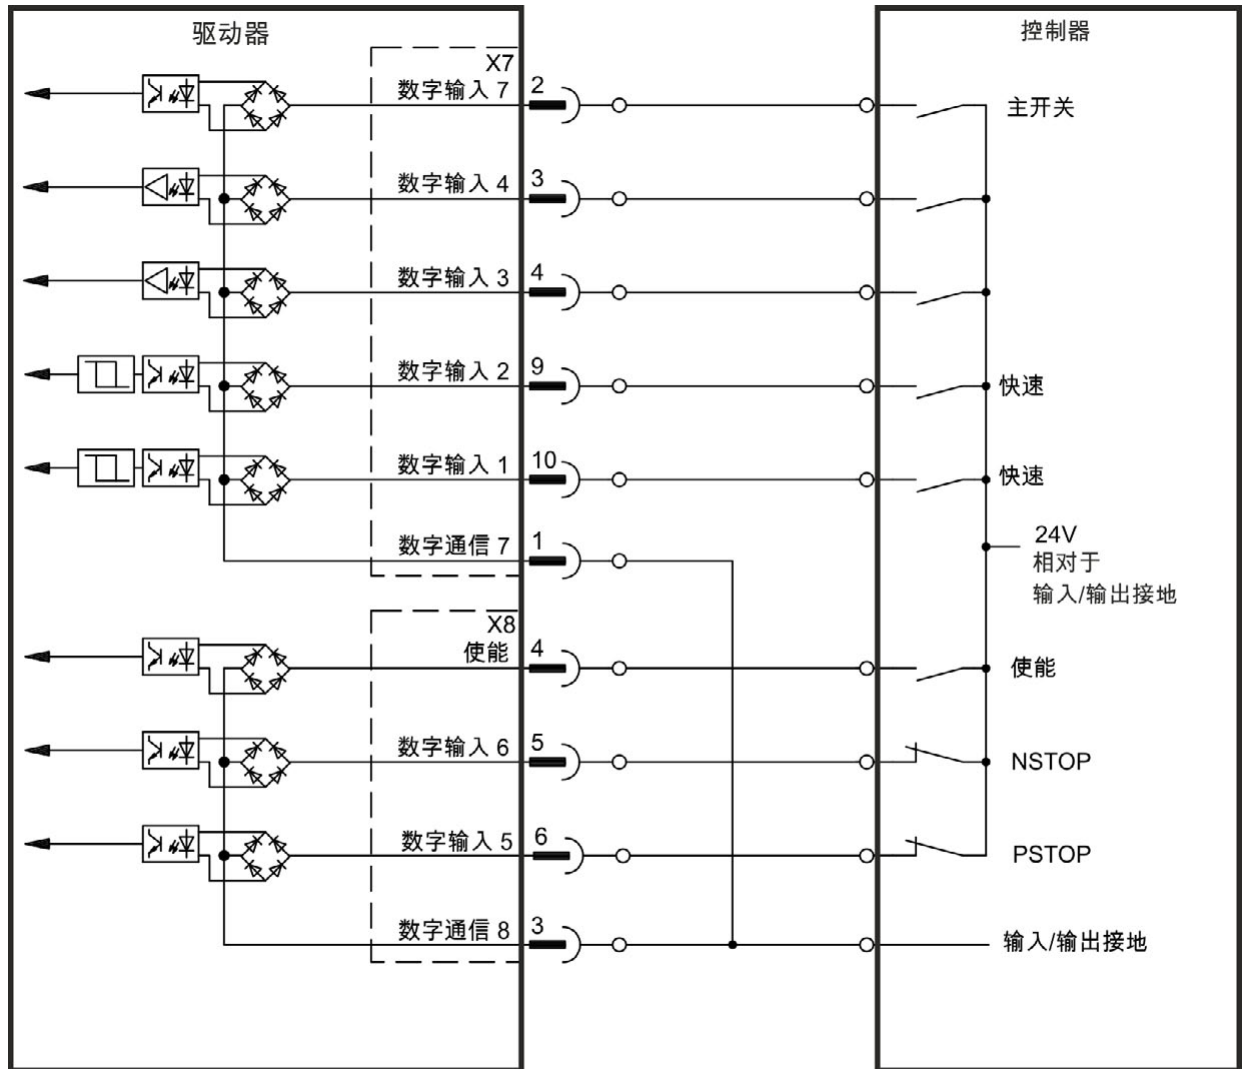 驱动器
控制器
X7
数字输入 7
2
主开关
数字输入 4
3
数字输入 3
4
数字输入 2
9
快速
数字输入 1
10
快速
数字通信 7
1
24V
相对于
输入/输出接地
X8
使能
4
使能
数字输入 6
5
NSTOP
数字输入 5
6
PSTOP
数字通信 8
3
输入/输出接地